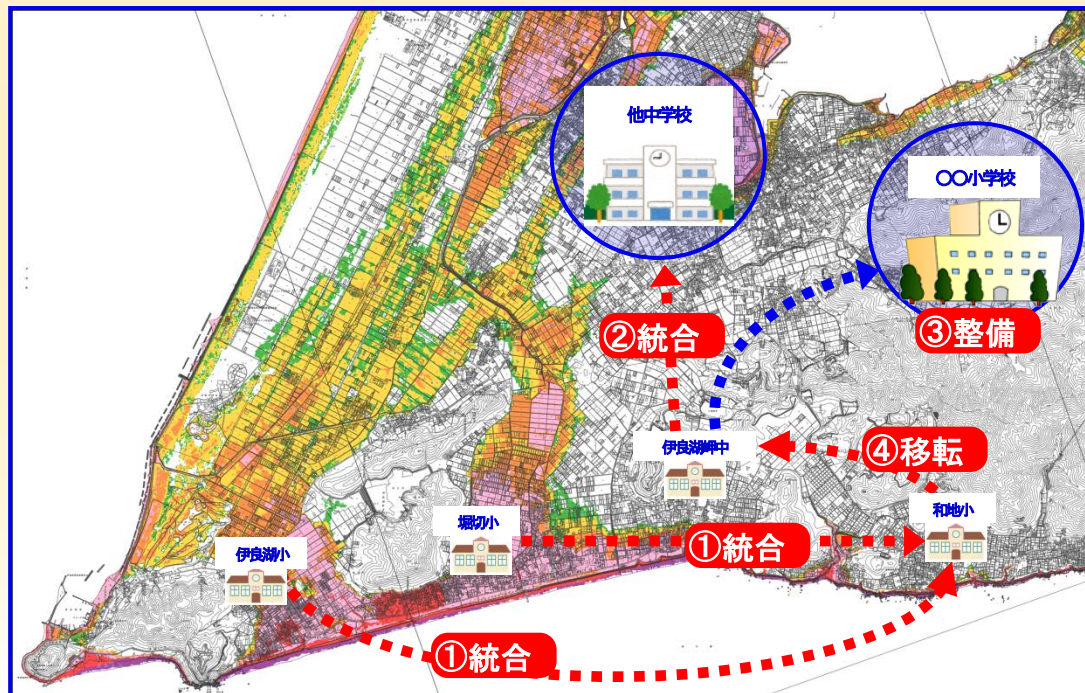 他中学校
〇〇小学校
②統合
③整備
伊良湖岬中
④移転
堀切小
和地小
①統合
伊良湖小
①統合